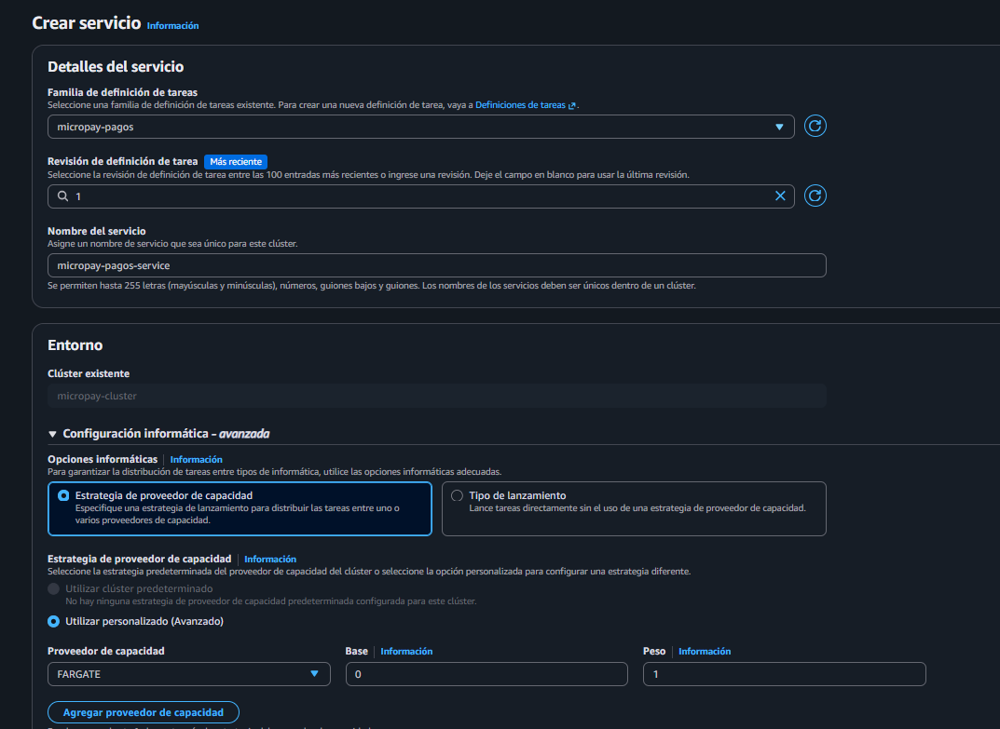 Crear servicio Información
Detalles del servicio
Familia de definición de tareas
Seleccione una familia de definición de tareas existente. Para crear una nueva definición de tarea, vaya a Definiciones de tareas.
micropay-pagos
Revisión de definición de tarea Más reciente
Seleccione la revisión de definición de tarea entre las 100 entradas más recientes o ingrese una revisión. Deje el campo en blanco para usar la última revisión.
1
Nombre del servicio
Asigne un nombre de servicio que sea único para este clúster.
micropay-pagos-service
Se permiten hasta 255 letras (mayúsculas y minúsculas), números, guiones bajos y guiones. Los nombres de los servicios deben ser únicos dentro de un clúster.
Entorno
Clúster existente
micropay-cluster
Configuración informática - avanzada
Opciones informáticas Información
Para garantizar la distribución de tareas entre tipos de informática, utilice las opciones informáticas adecuadas.
Estrategia de proveedor de capacidad
Especifique una estrategia de lanzamiento para distribuir las tareas entre uno o
varios proveedores de capacidad.
Tipo de lanzamiento
Lance tareas directamente sin el uso de una estrategia de proveedor de capacidad.
Estrategia de proveedor de capacidad Información
Seleccione la estrategia predeterminada del proveedor de capacidad del clúster o seleccione la opción personalizada para configurar una estrategia diferente.
Utilizar clúster predeterminado
No hay ninguna estrategia de proveedor de capacidad predeterminada configurada para este clúster.
Utilizar personalizado (Avanzado)
Proveedor de capacidad Base Información Peso Información
FARGATE 0 1
Agregar proveedor de capacidad